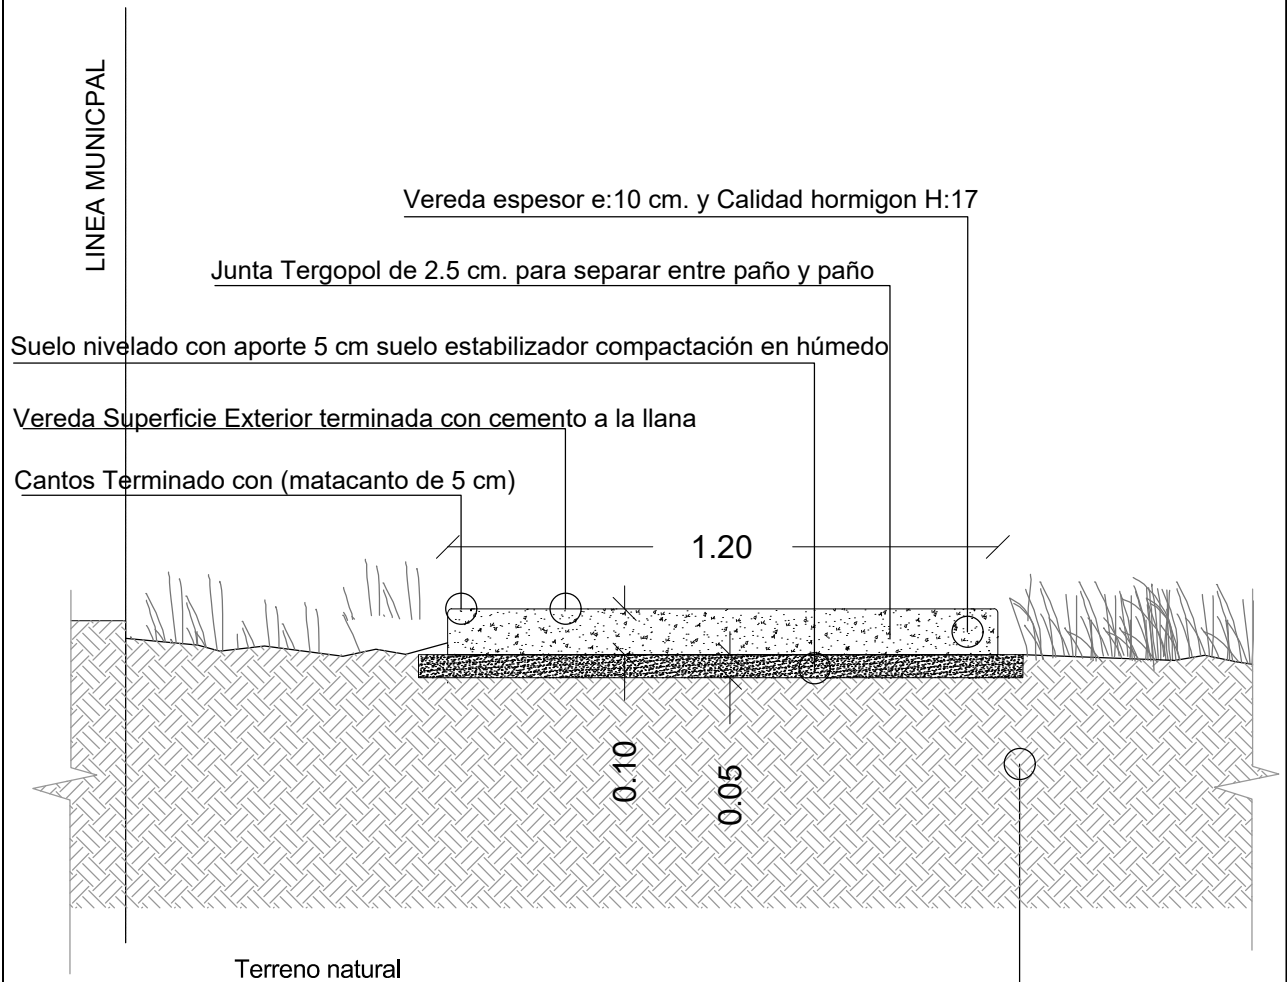 LINEA MUNICPAL
Vereda espesor e:10 cm. y Calidad hormigon H:17
Junta Tergopol de 2.5 cm. para separar entre paño y paño
Suelo nivelado con aporte 5 cm suelo estabilizador compactación en húmedo
Vereda Superficie Exterior terminada con cemento a la llana
Cantos Terminado con (matacanto de 5 cm)
1.20
0.10
0.05
Terreno natural